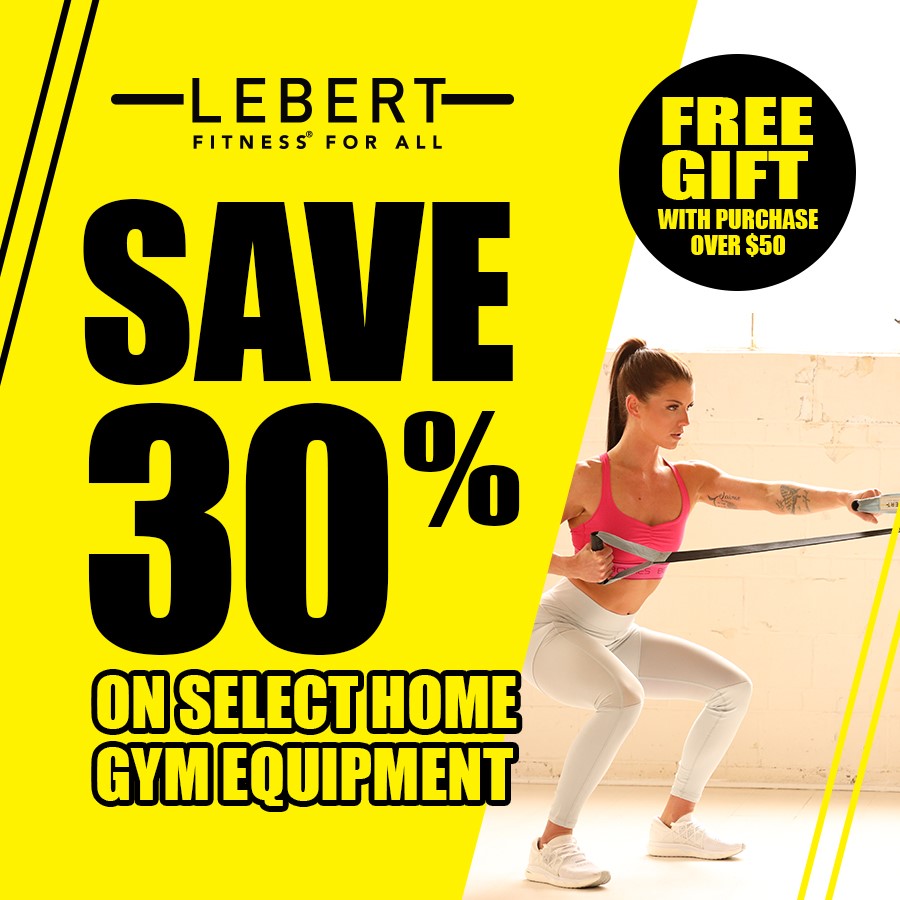 LEBERT
FITNESS® FOR ALL
FREE
GIFT
WITH PURCHASE
OVER $50
SAVE
30%
ON SELECT HOME
GYM EQUIPMENT